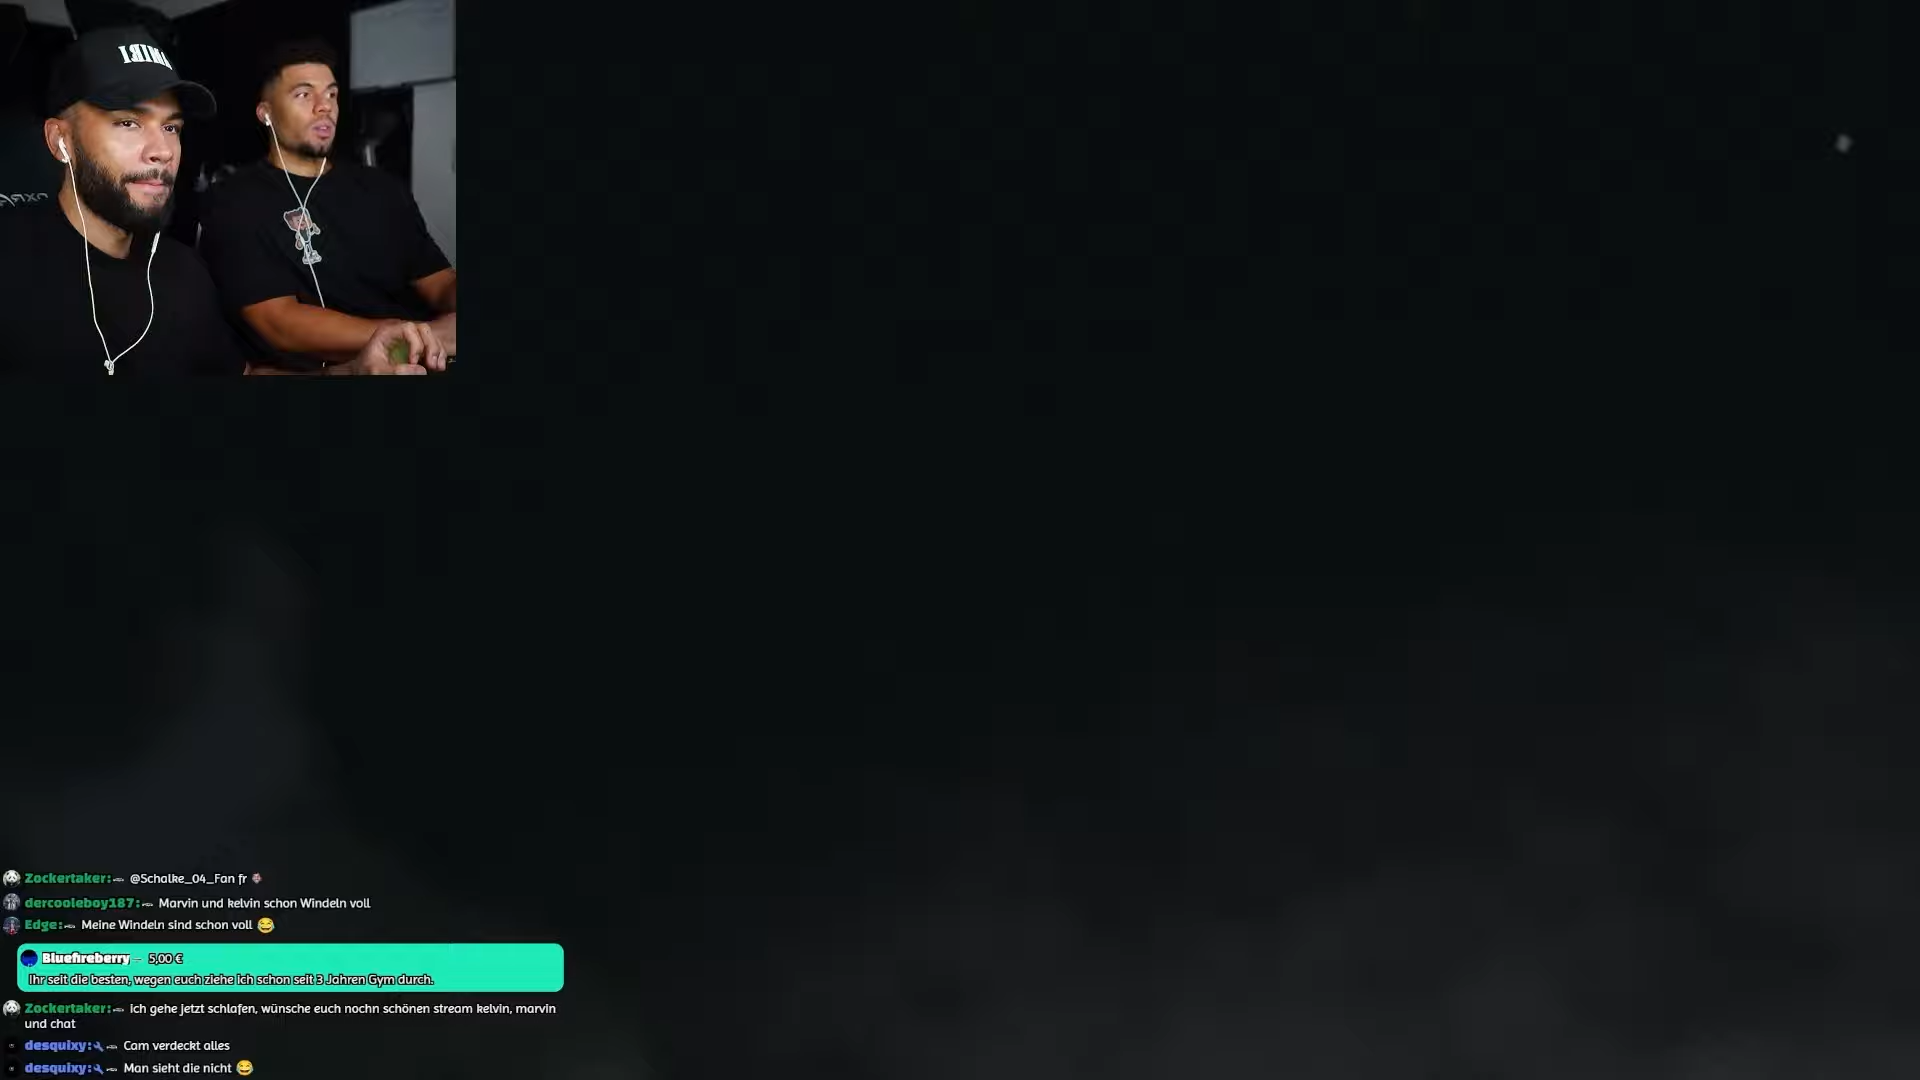 AMIRI
Zockertaker: @Schalke_04_Fan fr
dercooleboy187: Marvin und kelvin schon Windeln voll
Edge: Meine Windeln sind schon voll 😂
Bluefireberry 5,00 €
Ihr seit die besten, wegen euch ziehe ich schon seit 3 Jahren Gym durch.
Zockertaker: ich gehe jetzt schlafen, wünsche euch nochn schönen stream kelvin, marvin
und chat
desquixy: Cam verdeckt alles
desquixy: Man sieht die nicht 😂